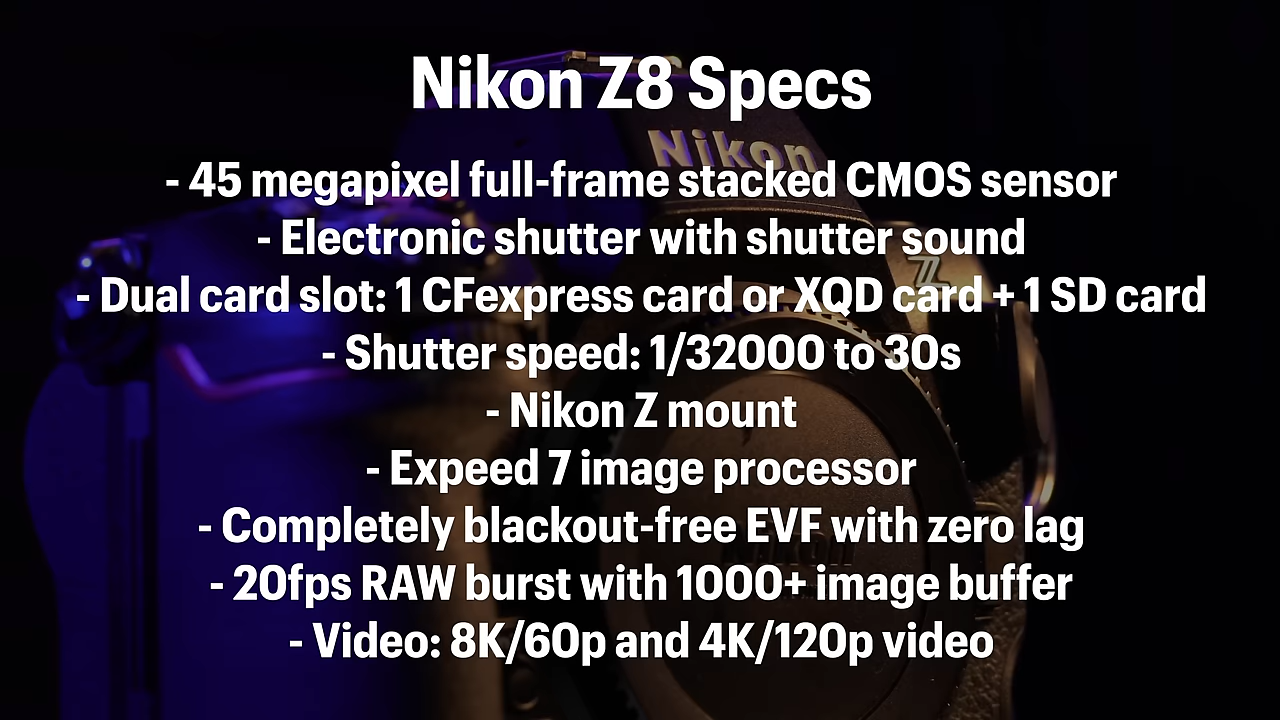 Nikon Z8 Specs
Nikon
- 45 megapixel full-frame stacked CMOS sensor
- Electronic shutter with shutter sound
Z
- Dual card slot: 1 CFexpress card or XQD card + 1 SD card
- Shutter speed: 1/32000 to 30s
- Nikon Z mount
- Expeed 7 image processor
- Completely blackout-free EVF with zero lag
- 20fps RAW burst with 1000+ image buffer
- Video: 8K/60p and 4K/120p video